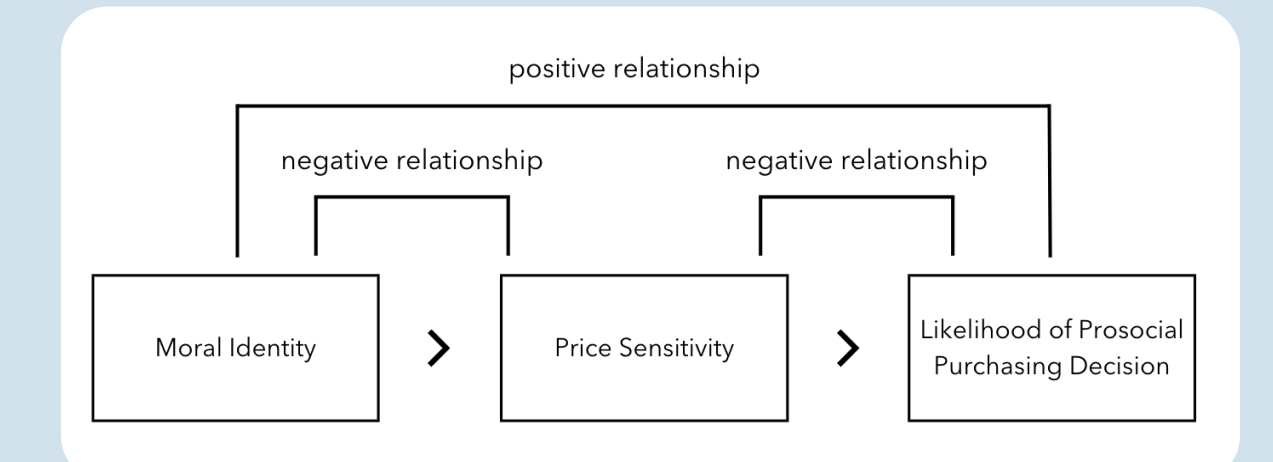 positive relationship
negative relationship
negative relationship
Moral Identity
Price Sensitivity
Likelihood of Prosocial
Purchasing Decision